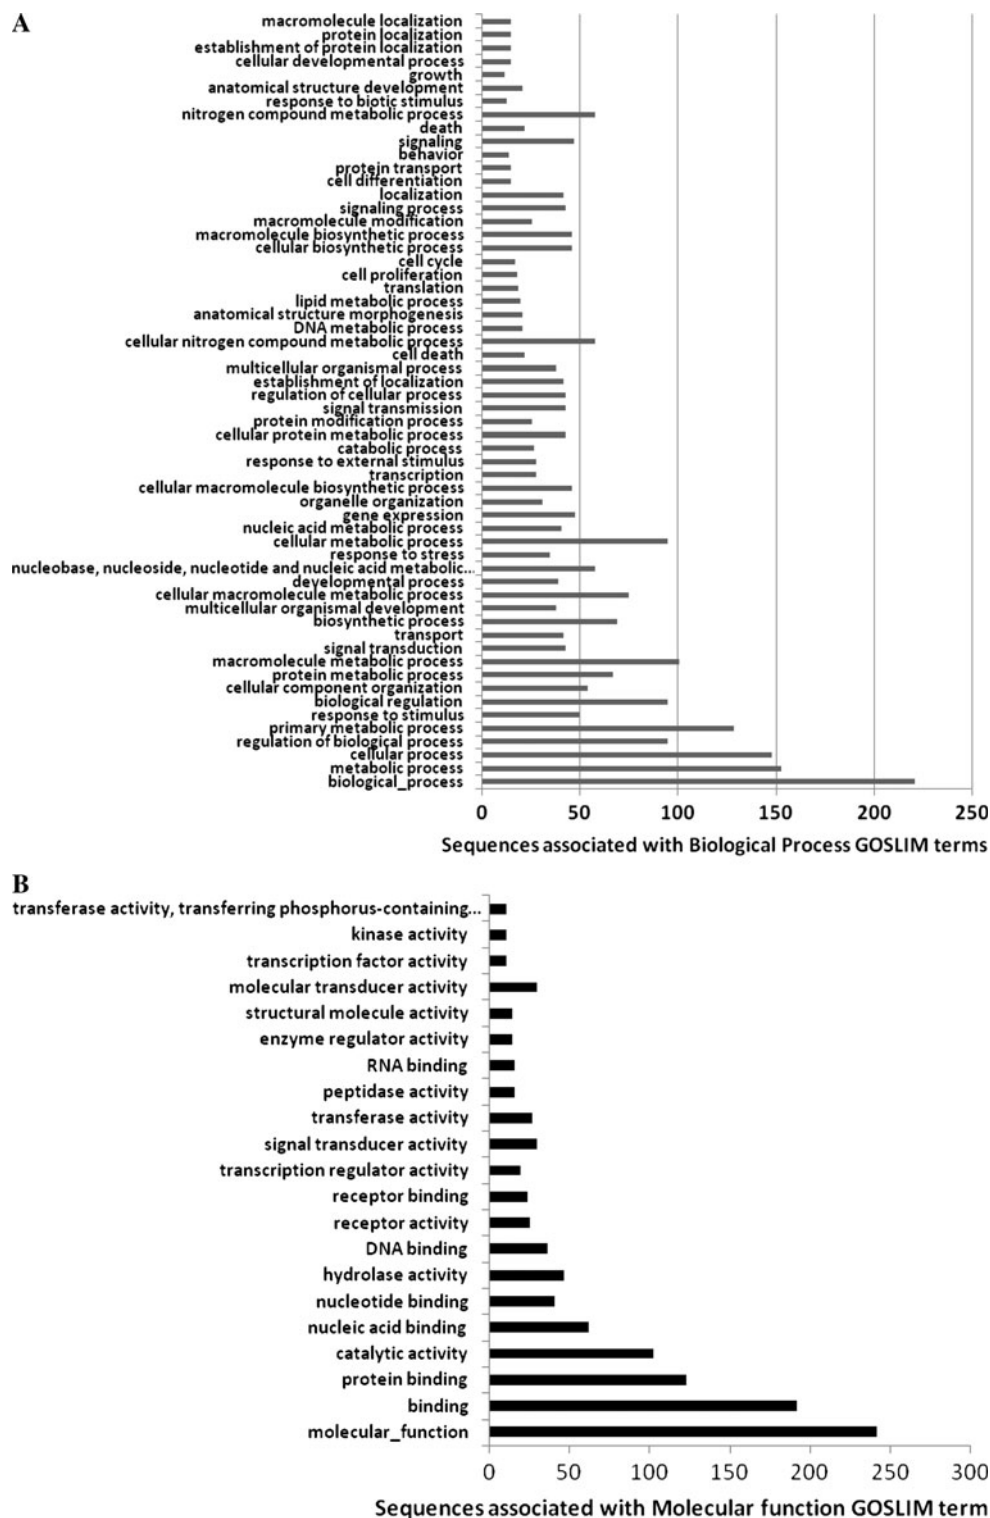 A
macromolecule localization
protein localization
establishment of protein localization
cellular developmental process
growth
anatomical structure development
response to biotic stimulus
nitrogen compound metabolic process
death
signaling
behavior
protein transport
cell differentiation
localization
signaling process
macromolecule modification
macromolecule biosynthetic process
cellular biosynthetic process
cell cycle
cell proliferation
translation
lipid metabolic process
anatomical structure morphogenesis
DNA metabolic process
cellular nitrogen compound metabolic process
cell death
multicellular organismal process
establishment of localization
regulation of cellular process
signal transmission
protein modification process
cellular protein metabolic process
catabolic process
response to external stimulus
transcription
cellular macromolecule biosynthetic process
organelle organization
gene expression
nucleic acid metabolic process
cellular metabolic process
response to stress
nucleobase, nucleoside, nucleotide and nucleic acid metabolic...
developmental process
cellular macromolecule metabolic process
multicellular organismal development
biosynthetic process
transport
signal transduction
macromolecule metabolic process
protein metabolic process
cellular component organization
biological regulation
response to stimulus
primary metabolic process
regulation of biological process
cellular process
metabolic process
biological_process
0 50 100 150 200 250
Sequences associated with Biological Process GOSLIM terms
B
transferase activity, transferring phosphorus-containing...
kinase activity
transcription factor activity
molecular transducer activity
structural molecule activity
enzyme regulator activity
RNA binding
peptidase activity
transferase activity
signal transducer activity
transcription regulator activity
receptor binding
receptor activity
DNA binding
hydrolase activity
nucleotide binding
nucleic acid binding
catalytic activity
protein binding
binding
molecular_function
0 50 100 150 200 250 300
Sequences associated with Molecular function GOSLIM term